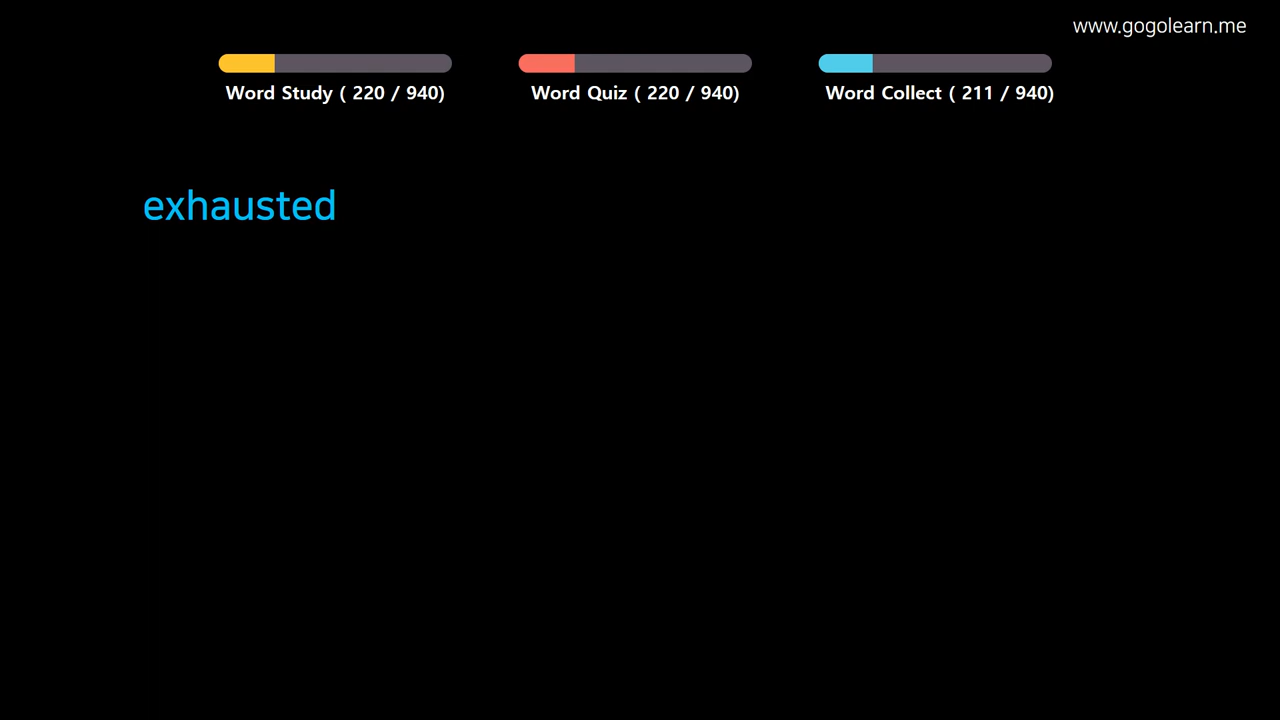 www.gogolearn.me
Word Study ( 220 / 940)
Word Quiz ( 220 / 940)
Word Collect ( 211 / 940)
exhausted